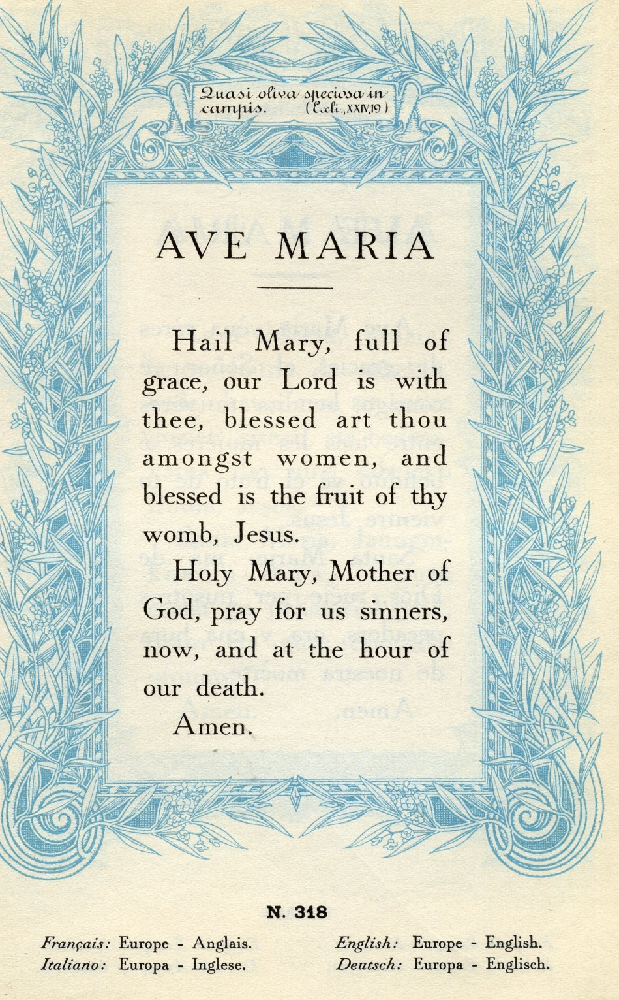 Quasi oliva speciosa in
campis. (Eccli., XXIV,19)
AVE MARIA
Hail Mary, full of
grace, our Lord is with
thee, blessed art thou
amongst women, and
blessed is the fruit of thy
womb, Jesus.
Holy Mary, Mother of
God, pray for us sinners,
now, and at the hour of
our death.
Amen.
N. 318
Français: Europe - Anglais.
Italiano: Europa - Inglese.
English: Europe - English.
Deutsch: Europa - Englisch.